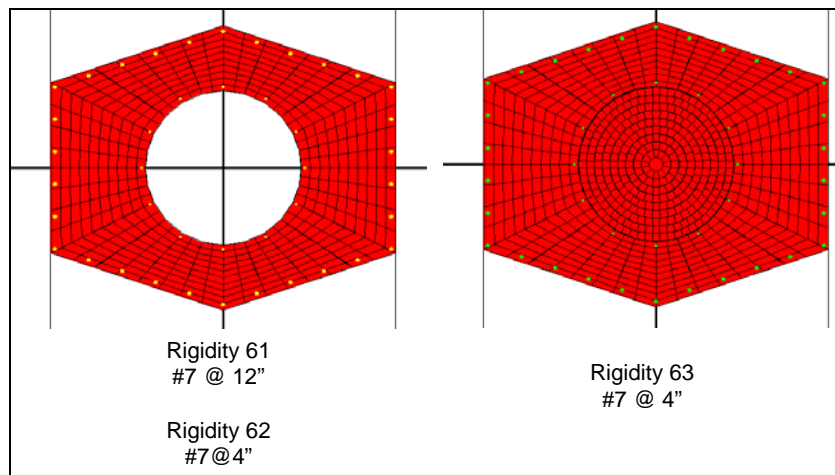 Rigidity 61
#7 @ 12”
Rigidity 62
#7@4”
Rigidity 63
#7 @ 4”